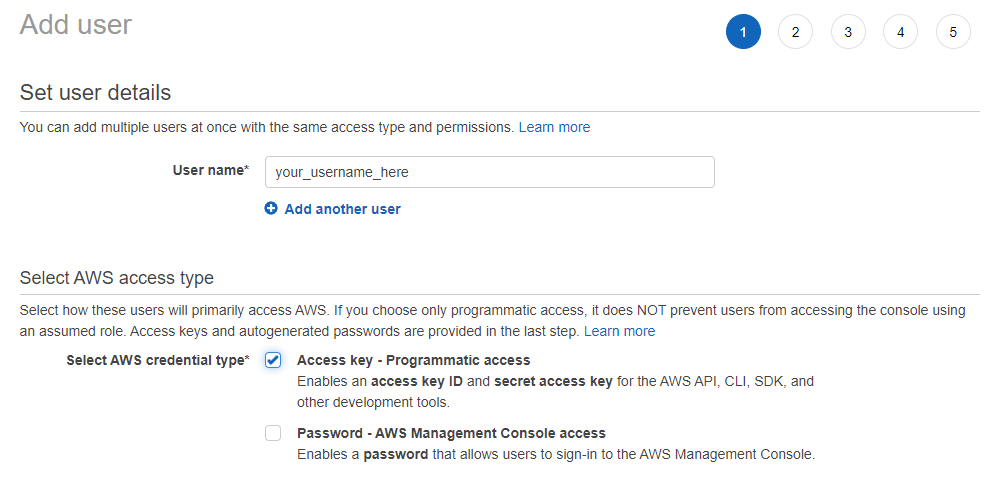 Add user
1 2 3 4 5
Set user details
You can add multiple users at once with the same access type and permissions. Learn more
User name* your_username_here
Add another user
Select AWS access type
Select how these users will primarily access AWS. If you choose only programmatic access, it does NOT prevent users from accessing the console using
an assumed role. Access keys and autogenerated passwords are provided in the last step. Learn more
Select AWS credential type* Access key - Programmatic access
Enables an access key ID and secret access key for the AWS API, CLI, SDK, and
other development tools.
Password - AWS Management Console access
Enables a password that allows users to sign-in to the AWS Management Console.